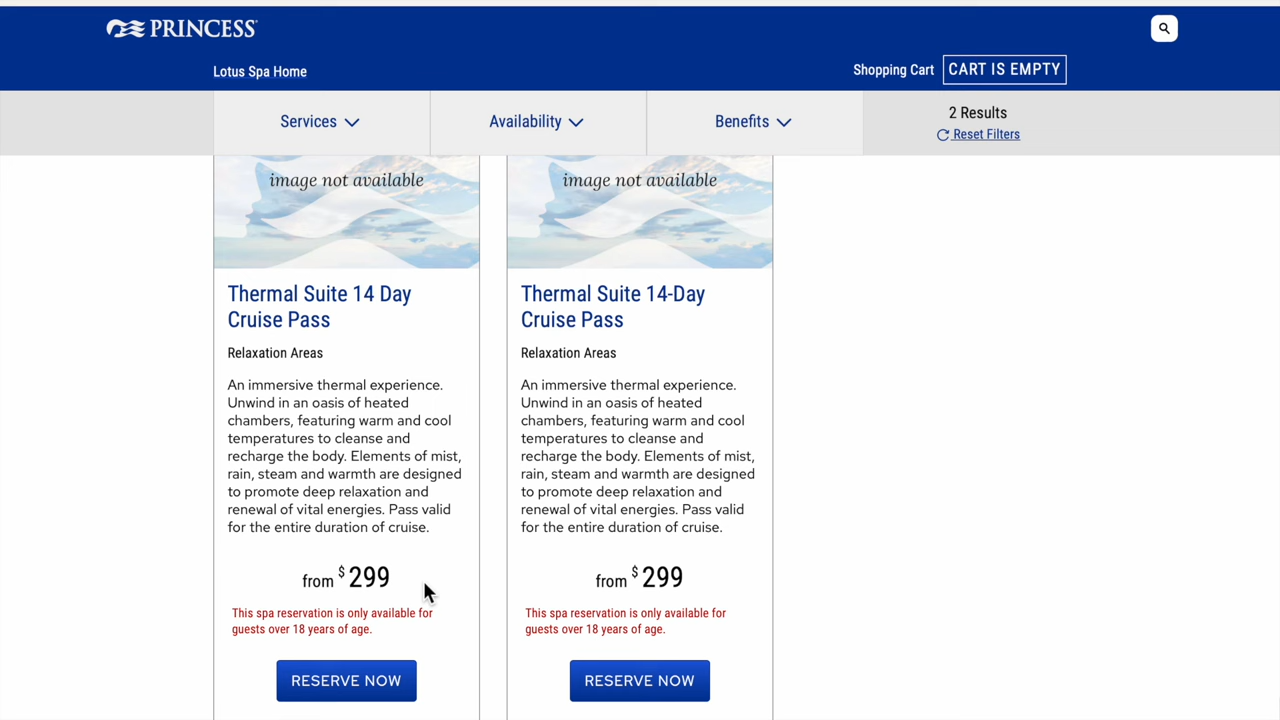 PRINCESS
Lotus Spa Home
Shopping Cart CART IS EMPTY
Services
Availability
Benefits
2 Results
Reset Filters
image not available
Thermal Suite 14 Day
Cruise Pass
Relaxation Areas
An immersive thermal experience.
Unwind in an oasis of heated
chambers, featuring warm and cool
temperatures to cleanse and
recharge the body. Elements of mist,
rain, steam and warmth are designed
to promote deep relaxation and
renewal of vital energies. Pass valid
for the entire duration of cruise.
from $299
This spa reservation is only available for
guests over 18 years of age.
RESERVE NOW
image not available
Thermal Suite 14-Day
Cruise Pass
Relaxation Areas
An immersive thermal experience.
Unwind in an oasis of heated
chambers, featuring warm and cool
temperatures to cleanse and
recharge the body. Elements of mist,
rain, steam and warmth are designed
to promote deep relaxation and
renewal of vital energies. Pass valid
for the entire duration of cruise.
from $299
This spa reservation is only available for
guests over 18 years of age.
RESERVE NOW